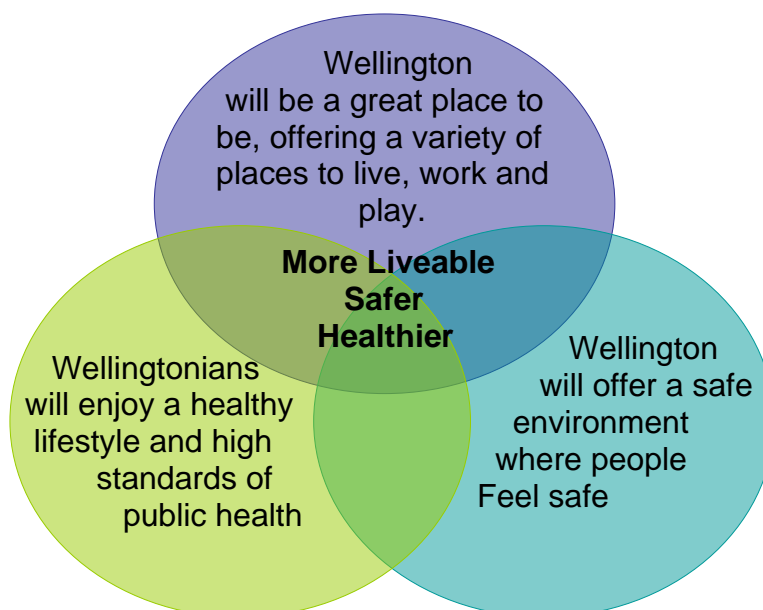 Wellington
will be a great place to
be, offering a variety of
places to live, work and
play.
More Liveable
Safer
Healthier
Wellingtonians
will enjoy a healthy
lifestyle and high
standards of
public health
Wellington
will offer a safe
environment
where people
Feel safe